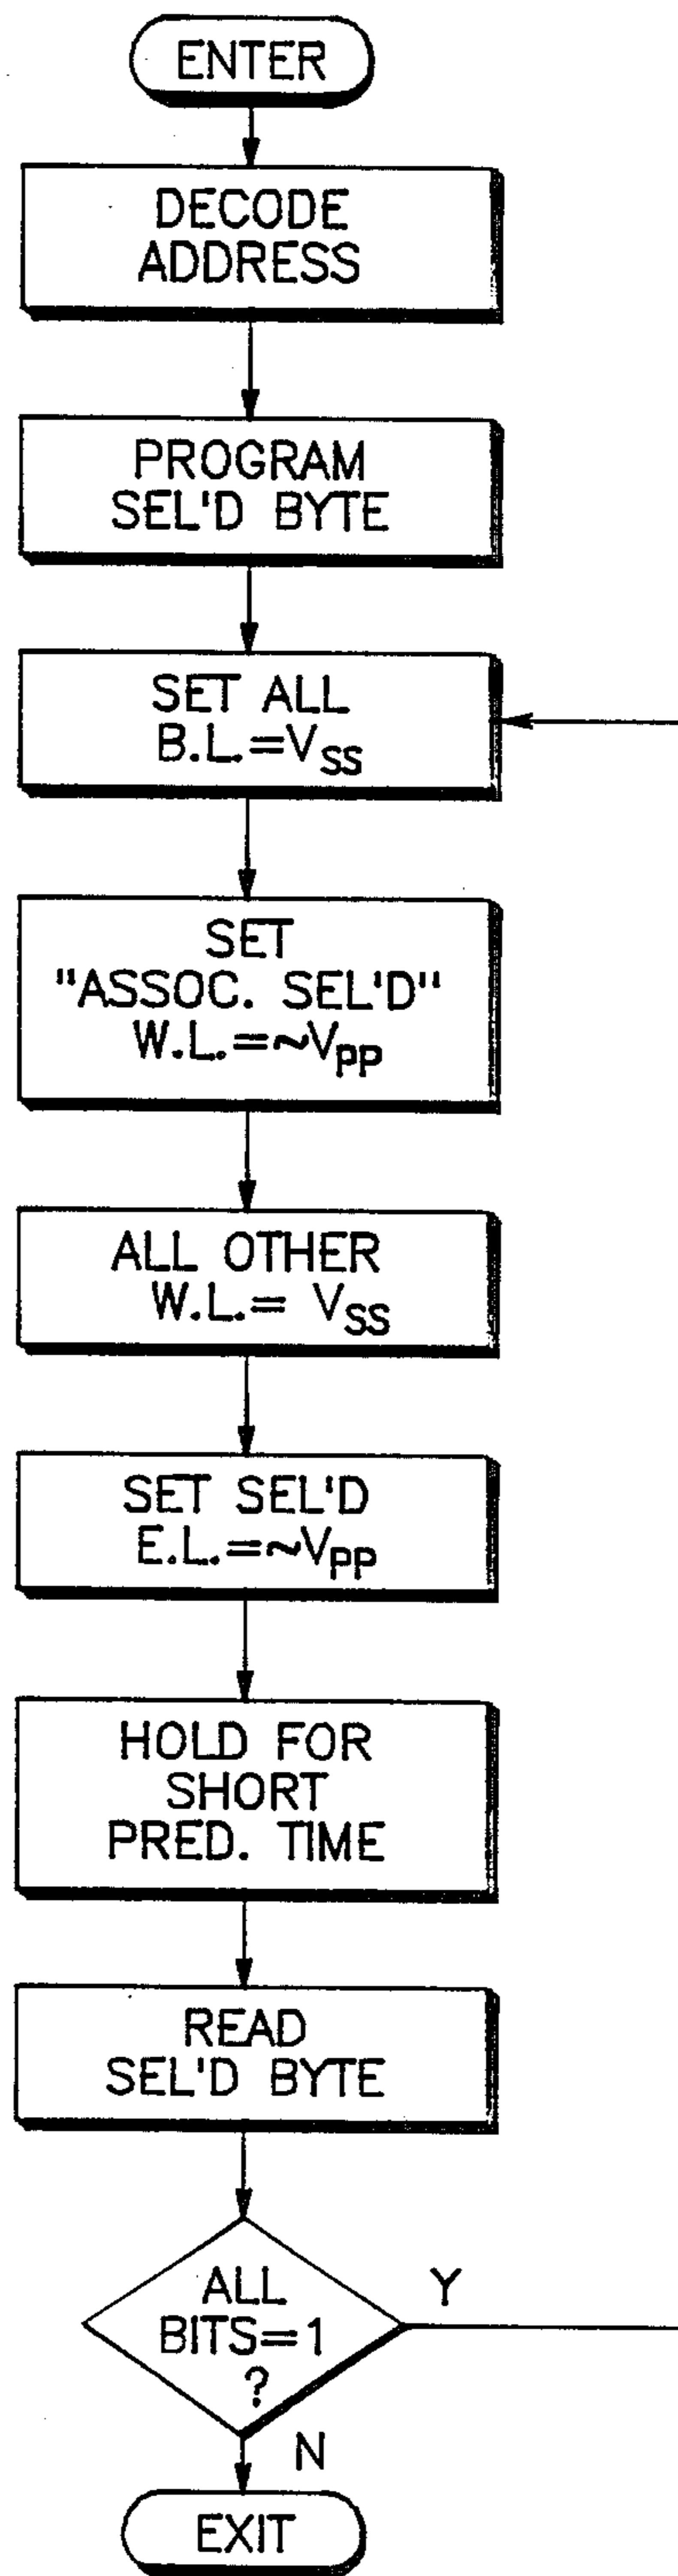 ENTER
DECODE
ADDRESS
PROGRAM
SEL'D BYTE
SET ALL
B.L.=VSS
SET
"ASSOC. SEL'D"
W.L.=~VPP
ALL OTHER
W.L.= VSS
SET SEL'D
E.L.=~VPP
HOLD FOR
SHORT
PRED. TIME
READ
SEL'D BYTE
ALL
BITS=1
?
Y
N
EXIT